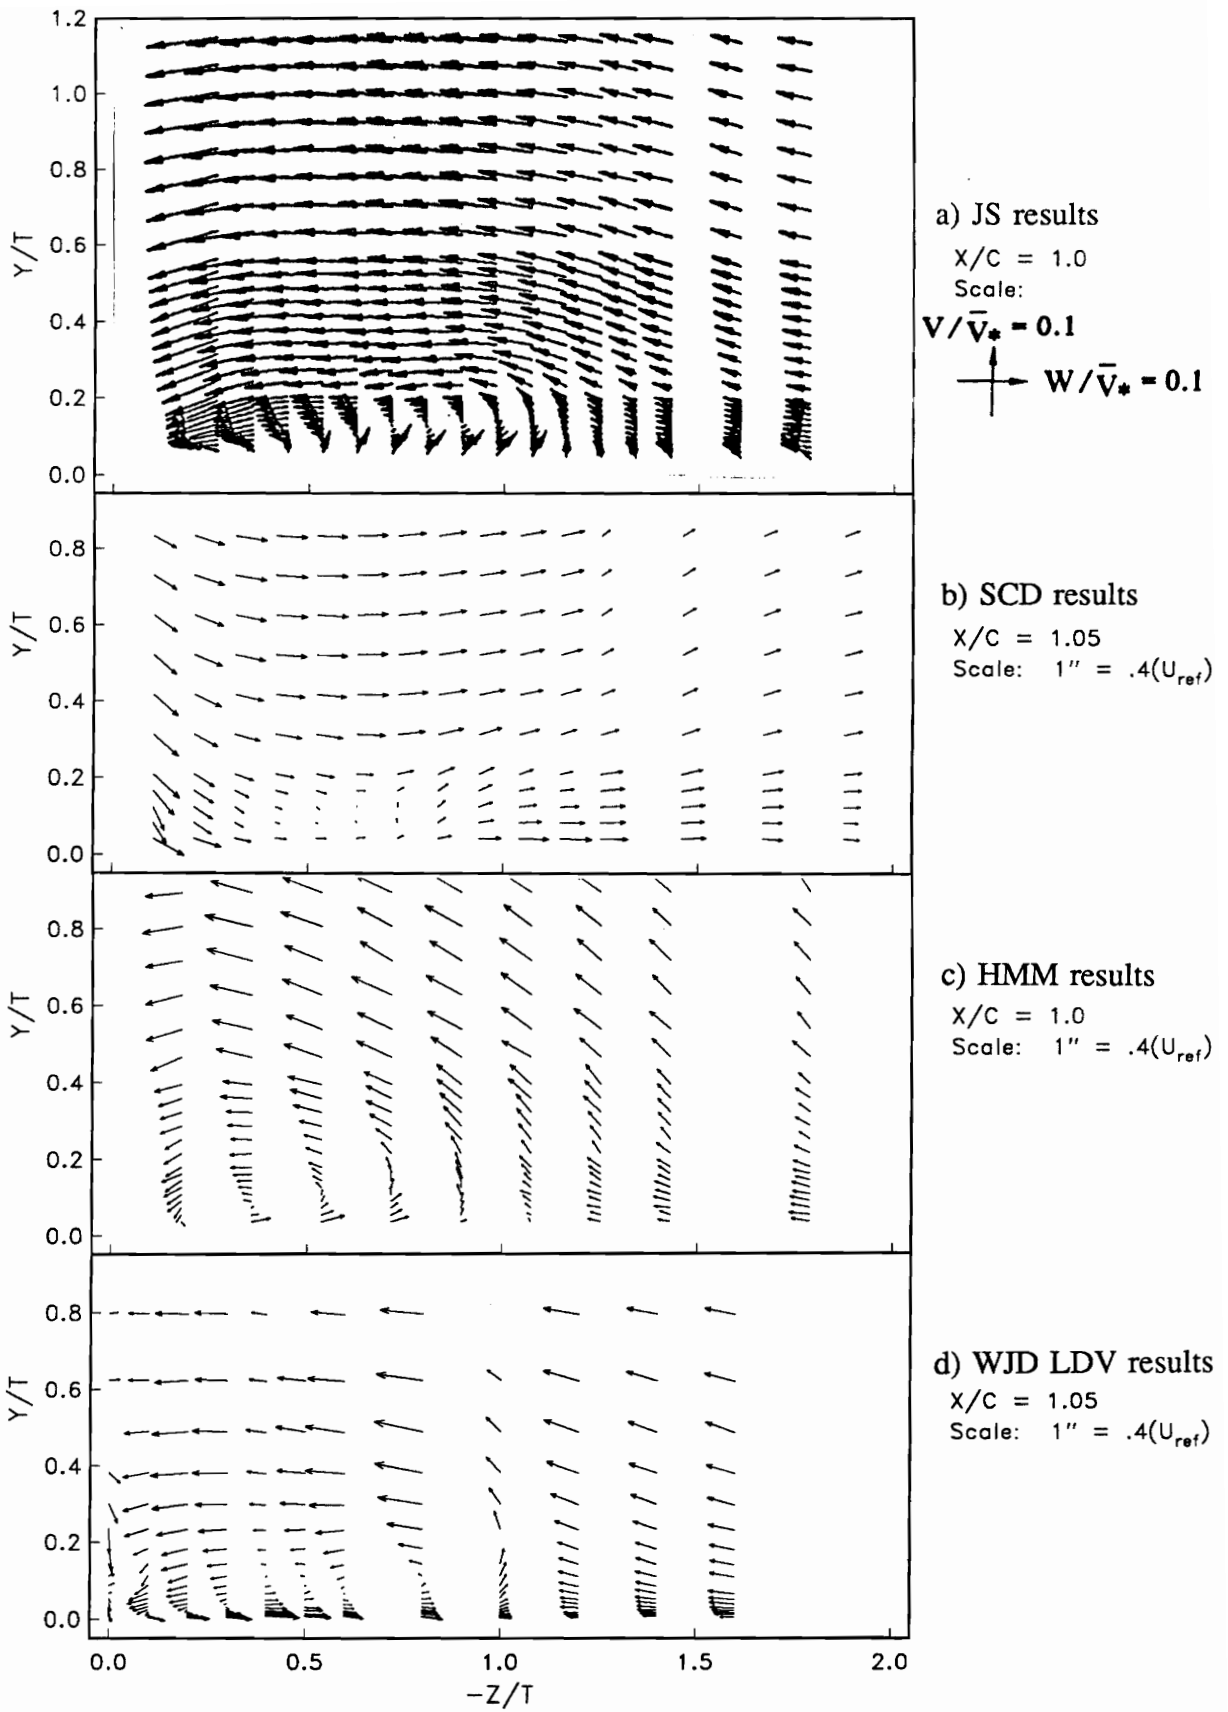 1.2
1.0
0.8
0.6
0.4
0.2
0.0
Y/T
a) JS results
X/C = 1.0
Scale:
V/V̅* = 0.1
W/V̅* = 0.1
0.8
0.6
0.4
0.2
0.0
Y/T
b) SCD results
X/C = 1.05
Scale: 1" = .4(Uref)
0.8
0.6
0.4
0.2
0.0
Y/T
c) HMM results
X/C = 1.0
Scale: 1" = .4(Uref)
0.8
0.6
0.4
0.2
0.0
Y/T
d) WJD LDV results
X/C = 1.05
Scale: 1" = .4(Uref)
0.0 0.5 1.0 1.5 2.0
-Z/T